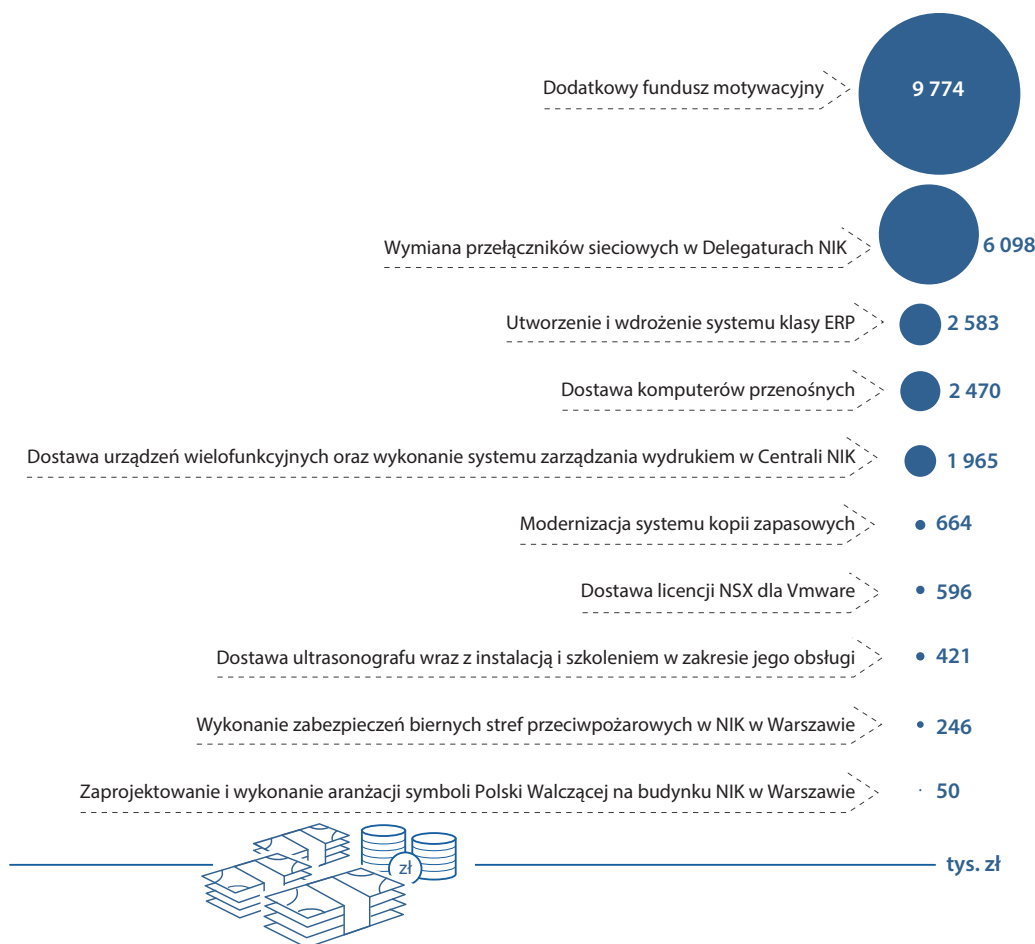 Dodatkowy fundusz motywacyjny
9 774
Wymiana przełączników sieciowych w Delegaturach NIK
6 098
Utworzenie i wdrożenie systemu klasy ERP
2 583
Dostawa komputerów przenośnych
2 470
Dostawa urządzeń wielofunkcyjnych oraz wykonanie systemu zarządzania wydrukiem w Centrali NIK
1 965
Modernizacja systemu kopii zapasowych
664
Dostawa licencji NSX dla Vmware
596
Dostawa ultrasonografu wraz z instalacją i szkoleniem w zakresie jego obsługi
421
Wykonanie zabezpieczeń biernych stref przeciwpożarowych w NIK w Warszawie
246
Zaprojektowanie i wykonanie aranżacji symboli Polski Walczącej na budynku NIK w Warszawie
50
zł
tys. zł